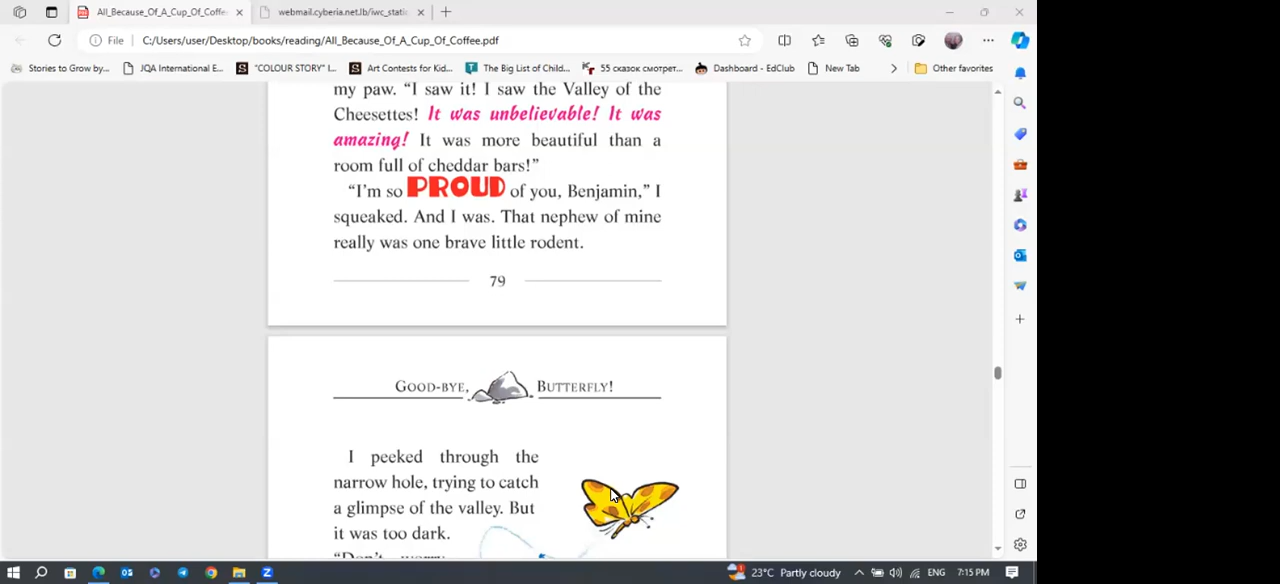 All_Because_Of_A_Cup_Of_Coffe
webmail.cyberia.net.lb/iwc_stati
File
C:/Users/user/Desktop/books/reading/All_Because_Of_A_Cup_Of_Coffee.pdf
Stories to Grow by...
JQA International E...
"COLOUR STORY" I...
Art Contests for Kid...
The Big List of Child...
55 сказок смотрет...
Dashboard - EdClub
New Tab
Other favorites
my paw. “I saw it! I saw the Valley of the
Cheesettes! It was unbelievable! It was
amazing! It was more beautiful than a
room full of cheddar bars!”
“I’m so PROUD of you, Benjamin,” I
squeaked. And I was. That nephew of mine
really was one brave little rodent.
79
GOOD-BYE, BUTTERFLY!
I peeked through the
narrow hole, trying to catch
a glimpse of the valley. But
it was too dark.
“Don’t worry
23°C Partly cloudy
ENG
7:15 PM